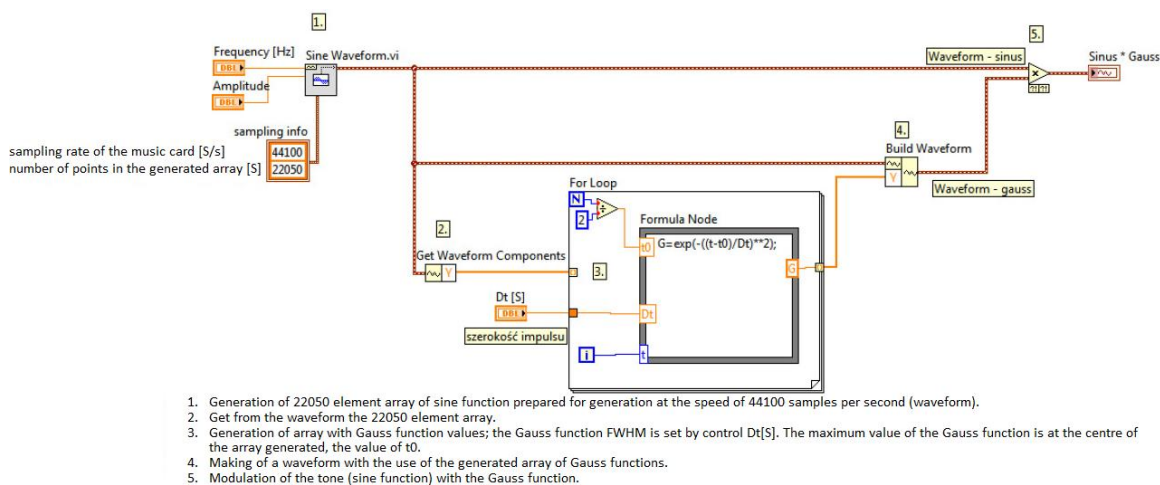 1.
5.
Frequency [Hz]
Sine Waveform.vi
Waveform - sinus
Sinus * Gauss
DBL
Amplitude
DBL
×
?! ?!
sampling info
4.
sampling rate of the music card [S/s]
44100
Build Waveform
number of points in the generated array [S]
22050
Y
For Loop
Waveform - gauss
N
÷
2
2.
Formula Node
t0
G=exp(-((t-t0)/Dt)**2);
Get Waveform Components
Y
3.
G
Dt [S]
DBL
Dt
szerokość impulsu
i
t
1. Generation of 22050 element array of sine function prepared for generation at the speed of 44100 samples per second (waveform).
2. Get from the waveform the 22050 element array.
3. Generation of array with Gauss function values; the Gauss function FWHM is set by control Dt[S]. The maximum value of the Gauss function is at the centre of
the array generated, the value of t0.
4. Making of a waveform with the use of the generated array of Gauss functions.
5. Modulation of the tone (sine function) with the Gauss function.